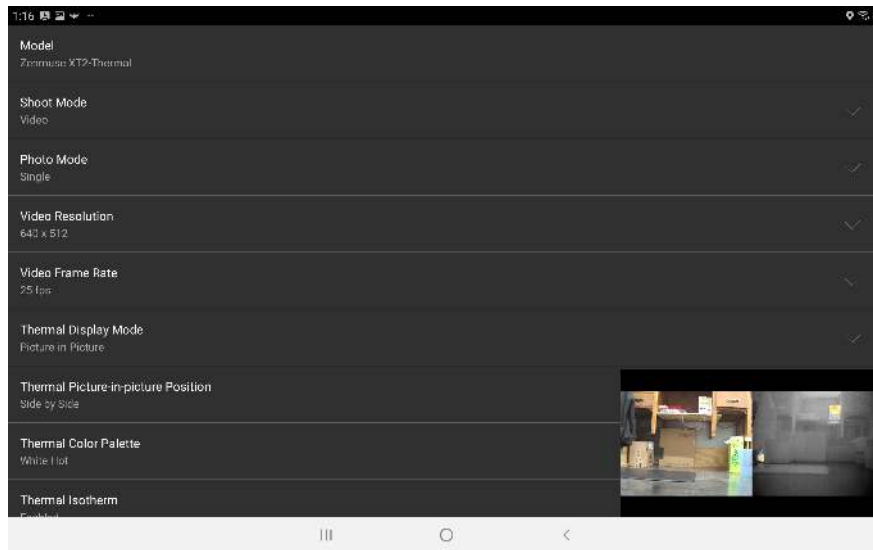 1:16
Model
Zenmuse XT2-Thermal
Shoot Mode
Video
Photo Mode
Single
Video Resolution
640 x 512
Video Frame Rate
25 fps
Thermal Display Mode
Picture in Picture
Thermal Picture-in-picture Position
Side by Side
Thermal Color Palette
White Hot
Thermal Isotherm
Enabled